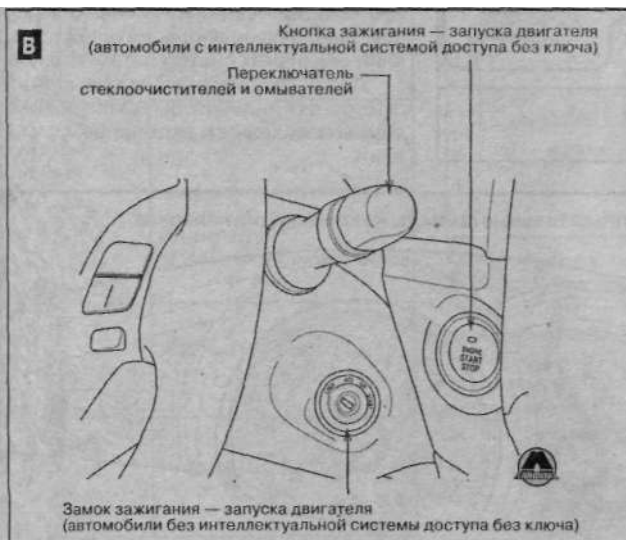 B
Кнопка зажигания — запуска двигателя
(автомобили с интеллектуальной системой доступа без ключа)
Переключатель
стеклоочистителей и омывателей
ENGINE
START
STOP
Замок зажигания — запуска двигателя
(автомобили без интеллектуальной системы доступа без ключа)